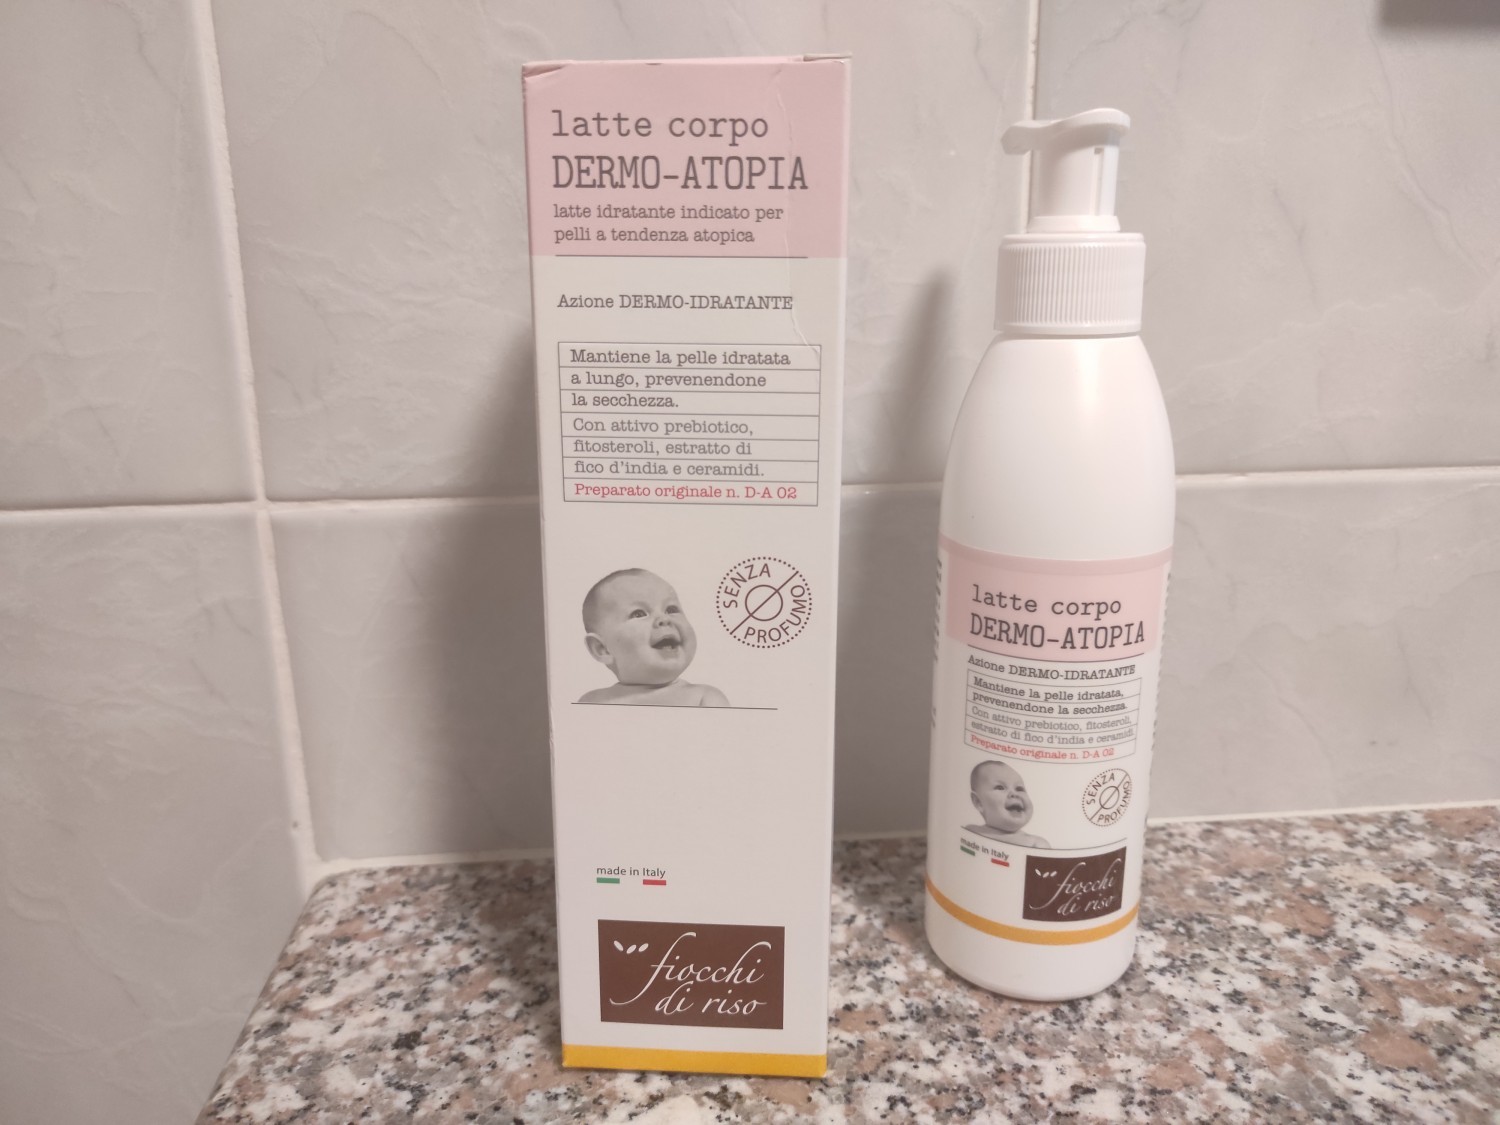 latte corpo
DERMO-ATOPIA
latte idratante indicato per
pelli a tendenza atopica
Azione DERMO-IDRATANTE
Mantiene la pelle idratata
a lungo, prevenendone
la secchezza.
Con attivo prebiotico,
fitosteroli, estratto di
fico d'india e ceramidi.
Preparato originale n. D-A 02
SENZA
PROFUMO
made in Italy
fiocchi
di riso
latte corpo
DERMO-ATOPIA
Azione DERMO-IDRATANTE
Mantiene la pelle idratata,
prevenendone la secchezza.
Con attivo prebiotico, fitosteroli,
estratto di fico d'india e ceramidi.
Preparato originale n. D-A 02
SENZA
PROFUMO
made in Italy
fiocchi
di riso